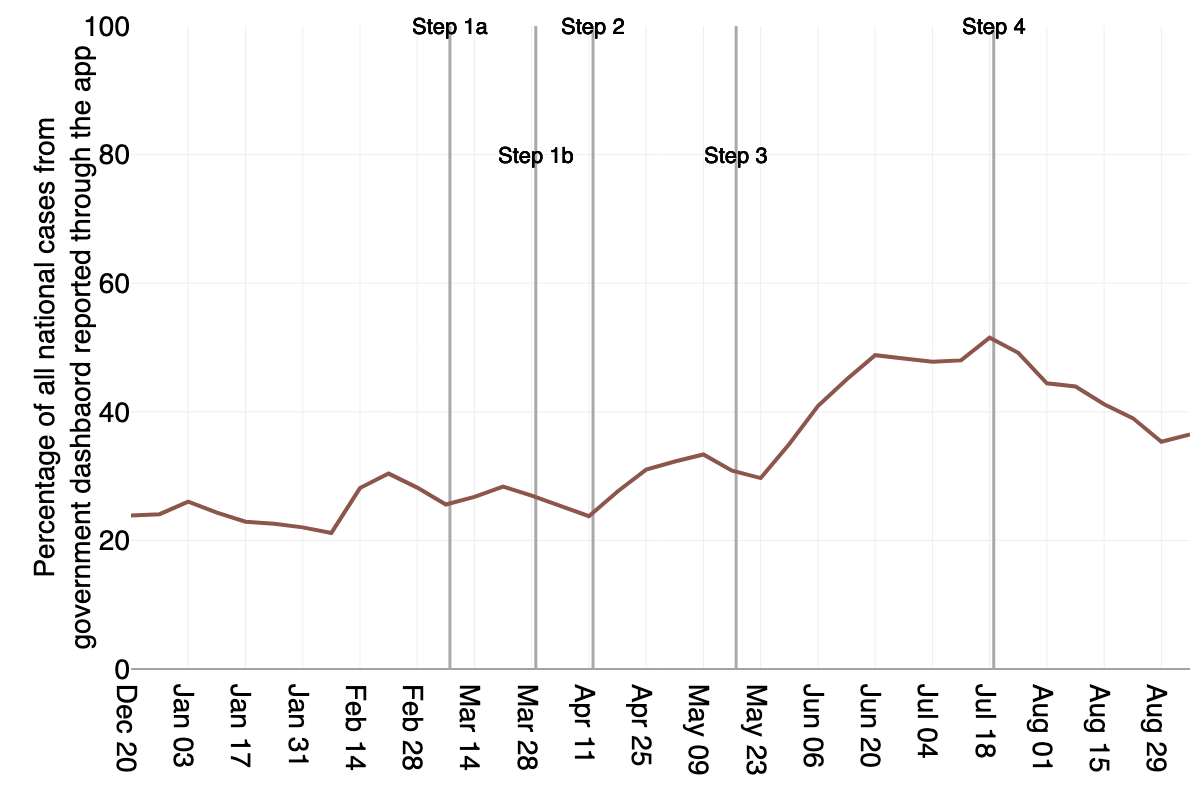 Percentage of all national cases from
government dashbaord reported through the app
100
80
60
40
20
0
Step 1a
Step 2
Step 4
Step 1b
Step 3
Dec 20
Jan 03
Jan 17
Jan 31
Feb 14
Feb 28
Mar 14
Mar 28
Apr 11
Apr 25
May 09
May 23
Jun 06
Jun 20
Jul 04
Jul 18
Aug 01
Aug 15
Aug 29